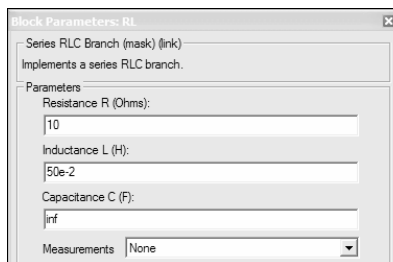 Block Parameters: RL
Series RLC Branch (mask) (link)
Implements a series RLC branch.
Parameters
Resistance R (Ohms):
10
Inductance L (H):
50e-2
Capacitance C (F):
inf
Measurements None